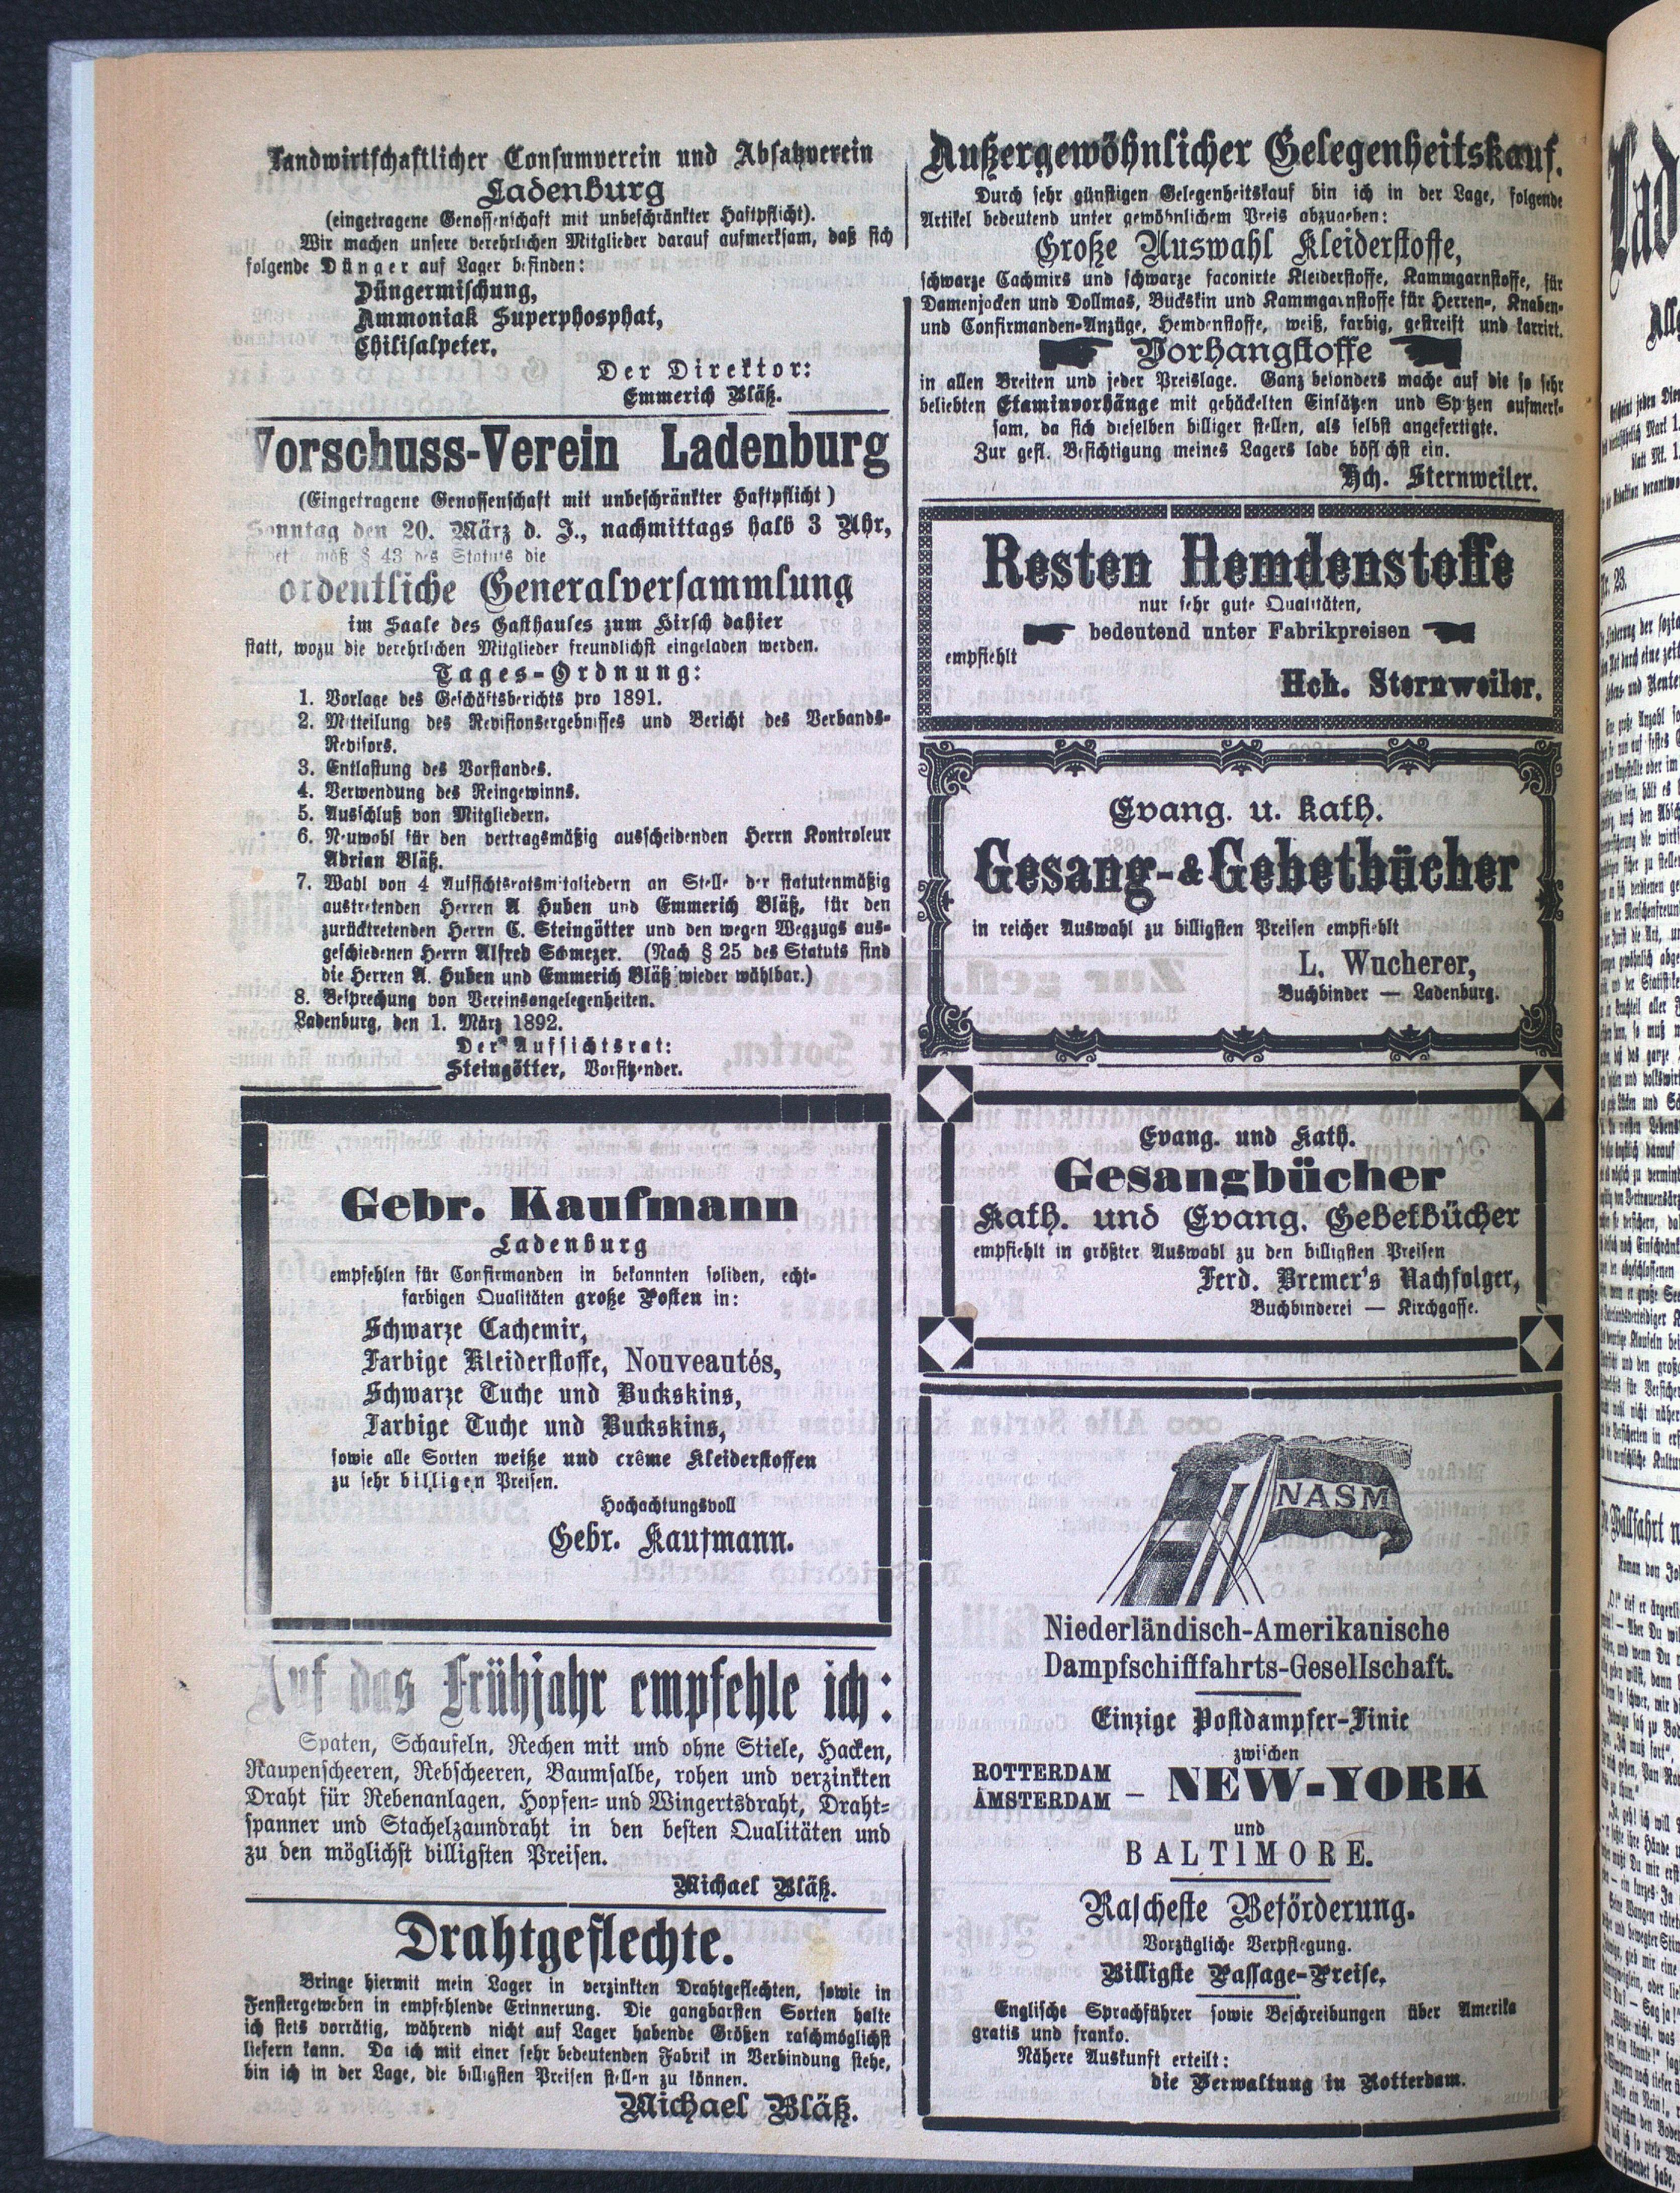 Landwirtschaftlicher Consumverein und Absatzverein
Ladenburg
(eingetragene Genossenschaft mit unbeschränkter Haftpflicht).
Wir machen unsere verehrlichen Mitglieder darauf aufmerksam, daß sich
folgende Dünger auf Lager befinden:
Düngermischung,
Ammoniak Superphosphat,
Chilisalpeter.
Der Direktor:
Emmerich Bläß.
Vorschuss-Verein Ladenburg
(Eingetragene Genossenschaft mit unbeschränkter Haftpflicht)
Sonntag den 20. März d. J., nachmittags halb 3 Uhr,
findet gemäß § 43 des Statuts die
ordentliche Generalversammlung
im Saale des Gasthauses zum Hirsch dahier
statt, wozu die verehrlichen Mitglieder freundlichst eingeladen werden.
Tages-Ordnung:
1. Vorlage des Geschäftsberichts pro 1891.
2. Mitteilung des Revisionsergebnisses und Bericht des Verbands-
Revisors.
3. Entlastung des Vorstandes.
4. Verwendung des Reingewinns.
5. Ausschluß von Mitgliedern.
6. Neuwahl für den vertragsmäßig ausscheidenden Herrn Kontroleur
Adrian Bläß.
7. Wahl von 4 Aufsichtsratsmitgliedern an Stelle der statutenmäßig
austretenden Herren A. Huben und Emmerich Bläß, für den
zurücktretenden Herrn C. Steingötter und den wegen Wegzugs aus-
geschiedenen Herrn Alfred Schmezer. (Nach § 25 des Statuts sind
die Herren A. Huben und Emmerich Bläß wieder wählbar.)
8. Besprechung von Vereinsangelegenheiten.
Ladenburg, den 1. März 1892.
Der Aufsichtsrat:
Steingötter, Vorsitzender.
Gebr. Kaufmann
Ladenburg
empfehlen für Confirmanden in bekannten soliden, echt-
farbigen Qualitäten große Posten in:
Schwarze Cachemir,
Farbige Kleiderstoffe, Nouveautés,
Schwarze Tuche und Buckskins,
Farbige Tuche und Buckskins,
sowie alle Sorten weiße und crême Kleiderstoffen
zu sehr billigen Preisen.
Hochachtungsvoll
Gebr. Kaufmann.
Auf das Frühjahr empfehle ich:
Spaten, Schaufeln, Rechen mit und ohne Stiele, Hacken,
Raupenscheeren, Rebscheeren, Baumsalbe, rohen und verzinkten
Draht für Rebenanlagen, Hopfen- und Wingertsdraht, Draht-
spanner und Stachelzaundraht in den besten Qualitäten und
zu den möglichst billigsten Preisen.
Michael Bläß.
Drahtgeflechte.
Bringe hiermit mein Lager in verzinkten Drahtgeflechten, sowie in
Fenstergeweben in empfehlende Erinnerung. Die gangbarsten Sorten halte
ich stets vorrätig, während nicht auf Lager habende Größen raschmöglichst
liefern kann. Da ich mit einer sehr bedeutenden Fabrik in Verbindung stehe,
bin ich in der Lage, die billigsten Preisen stellen zu können.
Michael Bläß.
Außergewöhnlicher Gelegenheitskauf.
Durch sehr günstigen Gelegenheitskauf bin ich in der Lage, folgende
Artikel bedeutend unter gewöhnlichem Preis abzugeben:
Große Auswahl Kleiderstoffe,
schwarze Cachmirs und schwarze faconirte Kleiderstoffe, Kammgarnstoffe, für
Damenjacken und Dollmas, Buckskin und Kammgarnstoffe für Herren-, Knaben-
und Confirmanden-Anzüge, Hemdenstoffe, weiß, farbig, gestreift und karrirt.
Vorhangstoffe
in allen Breiten und jeder Preislage. Ganz besonders mache auf die so sehr
beliebten Etaminvorhänge mit gehäckelten Einsätzen und Spitzen aufmerk-
sam, da sich dieselben billiger stellen, als selbst angefertigte.
Zur gefl. Besichtigung meines Lagers lade höflichst ein.
Hch. Sternweiler.
Resten Hemdenstoffe
nur sehr gute Qualitäten,
bedeutend unter Fabrikpreisen
empfiehlt
Hch. Sternweiler.
Evang. u. kath.
Gesang-&Gebetbücher
in reicher Auswahl zu billigsten Preisen empfiehlt
L. Wucherer,
Buchbinder — Ladenburg.
Evang. und Kath.
Gesangbücher
Kath. und Evang. Gebetbücher
empfiehlt in größter Auswahl zu den billigsten Preisen
Ferd. Bremer's Nachfolger,
Buchbinderei — Kirchgasse.
NASM
Niederländisch-Amerikanische
Dampfschifffahrts-Gesellschaft.
Einzige Postdampfer-Linie
zwischen
ROTTERDAM
AMSTERDAM – NEW-YORK
und
BALTIMORE.
Rascheste Beförderung.
Vorzügliche Verpflegung.
Billigste Passage-Preise.
Englische Sprachführer sowie Beschreibungen über Amerika
gratis und franko.
Nähere Auskunft erteilt:
die Verwaltung in Rotterdam.